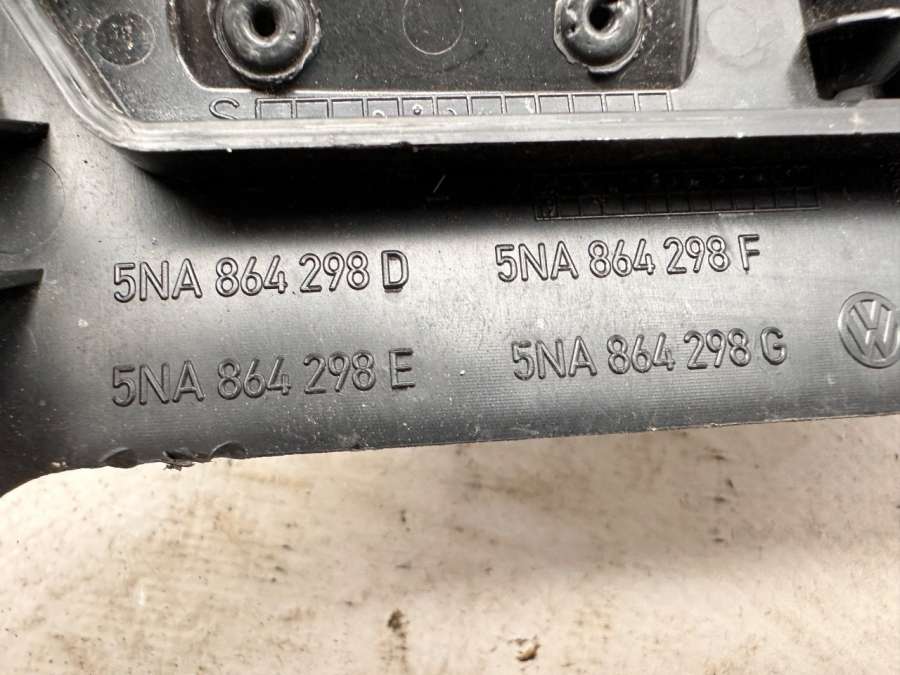 S
5NA 864 298 D
5NA 864 298 F
5NA 864 298 E
5NA 864 298 G